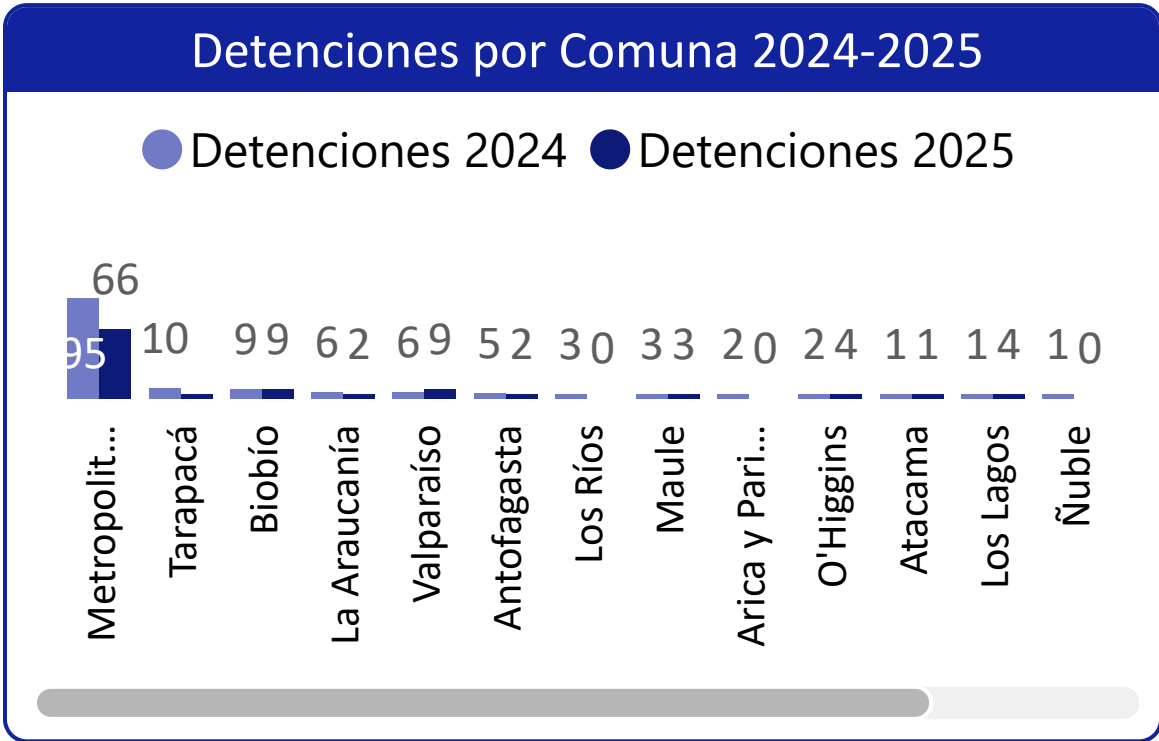 Detenciones por Comuna 2024-2025
Detenciones 2024 Detenciones 2025
66
95
10
9 9
6 2
6 9
5 2
3 0
3 3
2 0
2 4
1 1
1 4
1 0
Metropolit...
Tarapacá
Biobío
La Araucanía
Valparaíso
Antofagasta
Los Ríos
Maule
Arica y Pari...
O'Higgins
Atacama
Los Lagos
Ñuble